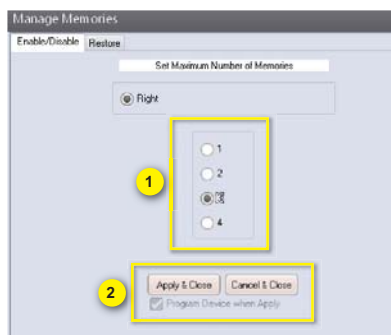 Manage Memories
Enable/Disable Restore
Set Maximum Number of Memories
Right
1
1
2
3
4
2
Apply & Close Cancel & Close
Program Device when Apply